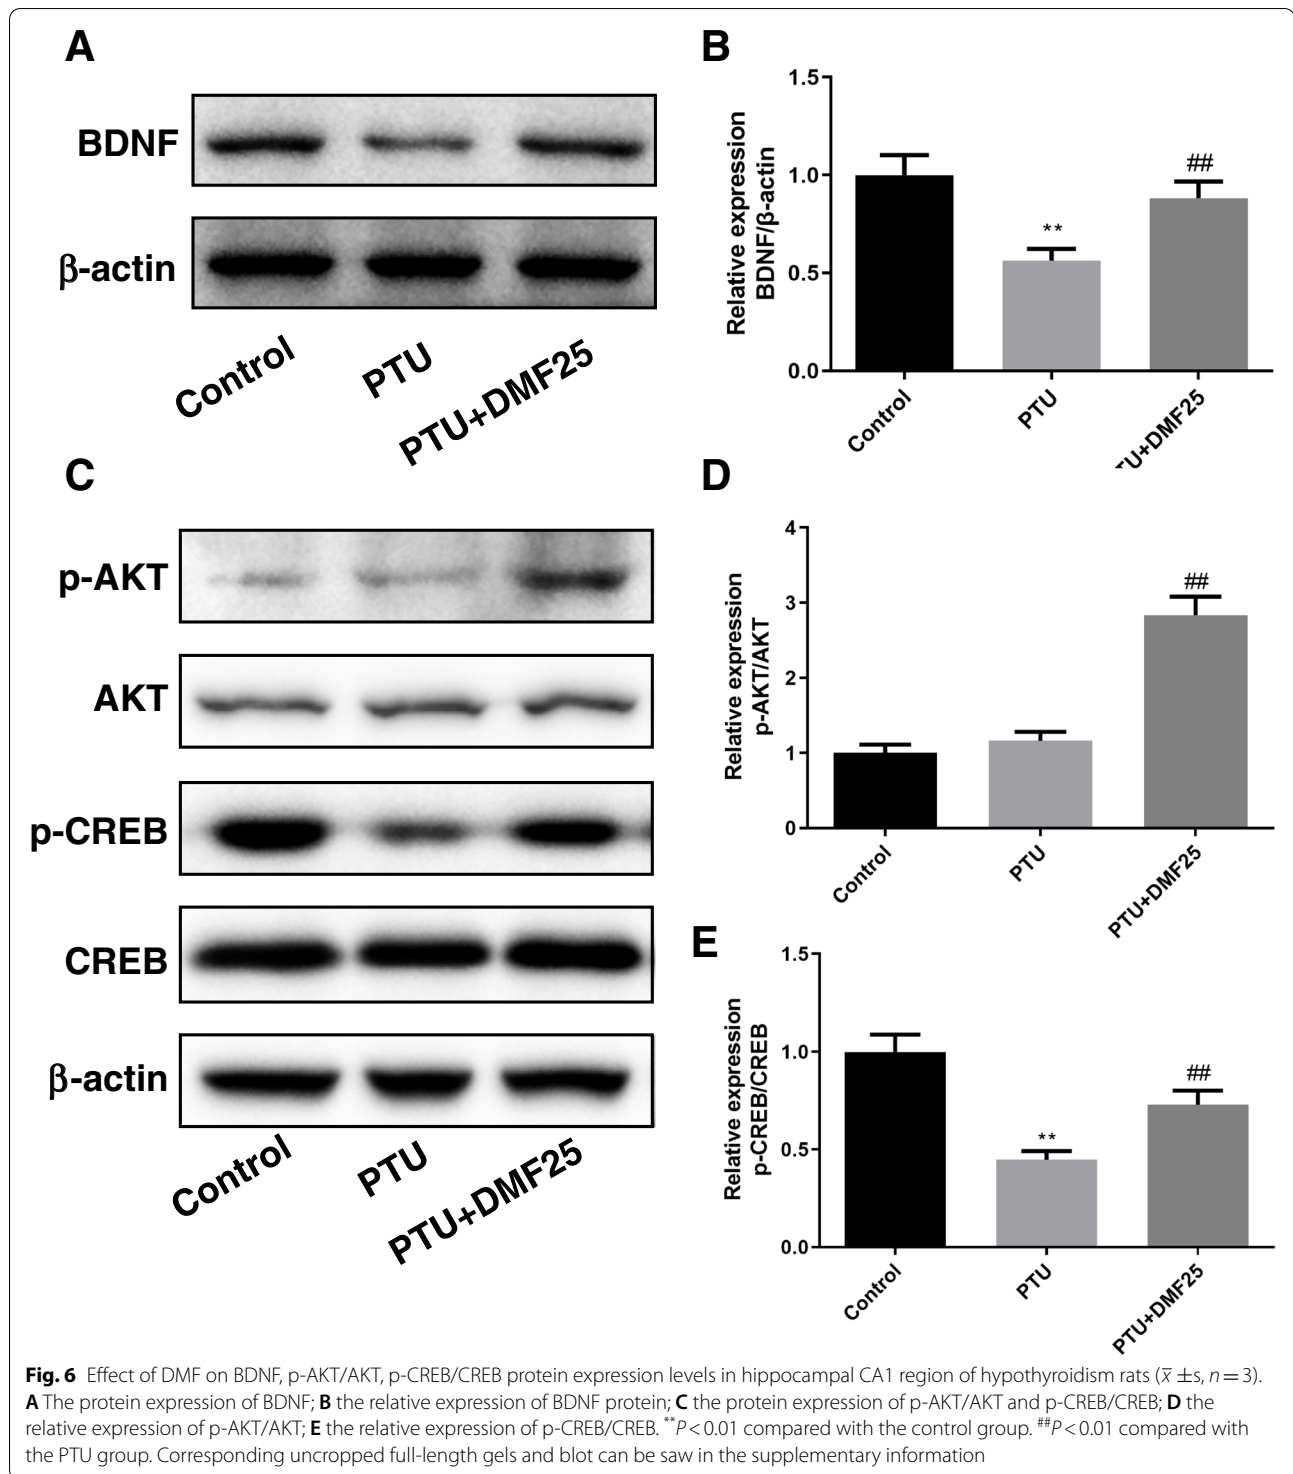 A
BDNF
β-actin
Control
PTU
PTU+DMF25
B
Relative expression
BDNF/β-actin
1.5
1.0
0.5
0.0
**
##
Control
PTU
TU+DMF25
C
p-AKT
AKT
p-CREB
CREB
β-actin
Control
PTU
PTU+DMF25
D
Relative expression
p-AKT/AKT
4
3
2
1
0
##
Control
PTU
PTU+DMF25
E
Relative expression
p-CREB/CREB
1.5
1.0
0.5
0.0
**
##
Control
PTU
PTU+DMF25
Fig. 6 Effect of DMF on BDNF, p-AKT/AKT, p-CREB/CREB protein expression levels in hippocampal CA1 region of hypothyroidism rats (x̅ ±s, n = 3).
A The protein expression of BDNF; B the relative expression of BDNF protein; C the protein expression of p-AKT/AKT and p-CREB/CREB; D the
relative expression of p-AKT/AKT; E the relative expression of p-CREB/CREB. **P < 0.01 compared with the control group. ##P < 0.01 compared with
the PTU group. Corresponding uncropped full-length gels and blot can be saw in the supplementary information